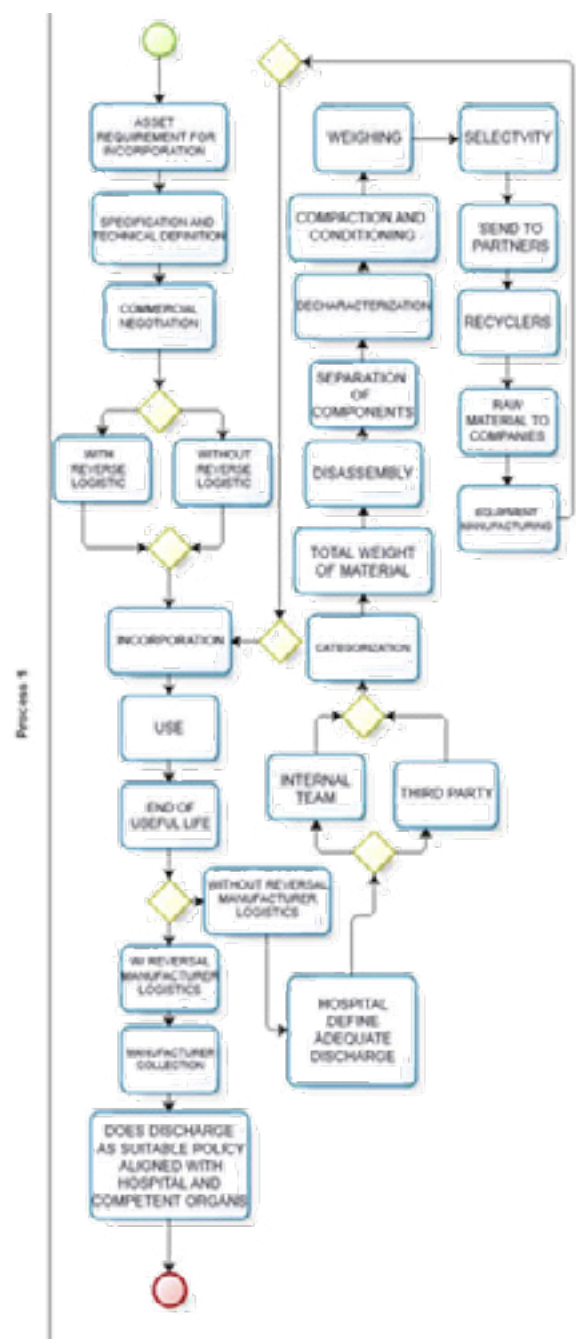 Process 1
ASSET
REQUIREMENT FOR
INCORPORATION
SPECIFICATION AND
TECHNICAL DEFINITION
COMMERCIAL
NEGOTIATION
WITH
REVERSE
LOGISTIC
WITHOUT
REVERSE
LOGISTIC
INCORPORATION
USE
END OF
USEFUL LIFE
WITHOUT REVERSAL
MANUFACTURER
LOGISTICS
W/ REVERSAL
MANUFACTURER
LOGISTICS
MANUFACTURER
COLLECTION
DOES DISCHARGE
AS SUITABLE POLICY
ALIGNED WITH
HOSPITAL AND
COMPETENT ORGANS
HOSPITAL
DEFINE
ADEQUATE
DISCHARGE
INTERNAL
TEAM
THIRD PARTY
CATEGORIZATION
TOTAL WEIGHT
OF MATERIAL
DISASSEMBLY
SEPARATION
OF
COMPONENTS
DECHARACTERIZATION
COMPACTION AND
CONDITIONING
WEIGHING
SELECTVITY
SEND TO
PARTNERS
RECYCLERS
RAW
MATERIAL TO
COMPANIES
EQUIPMENT
MANUFACTURING